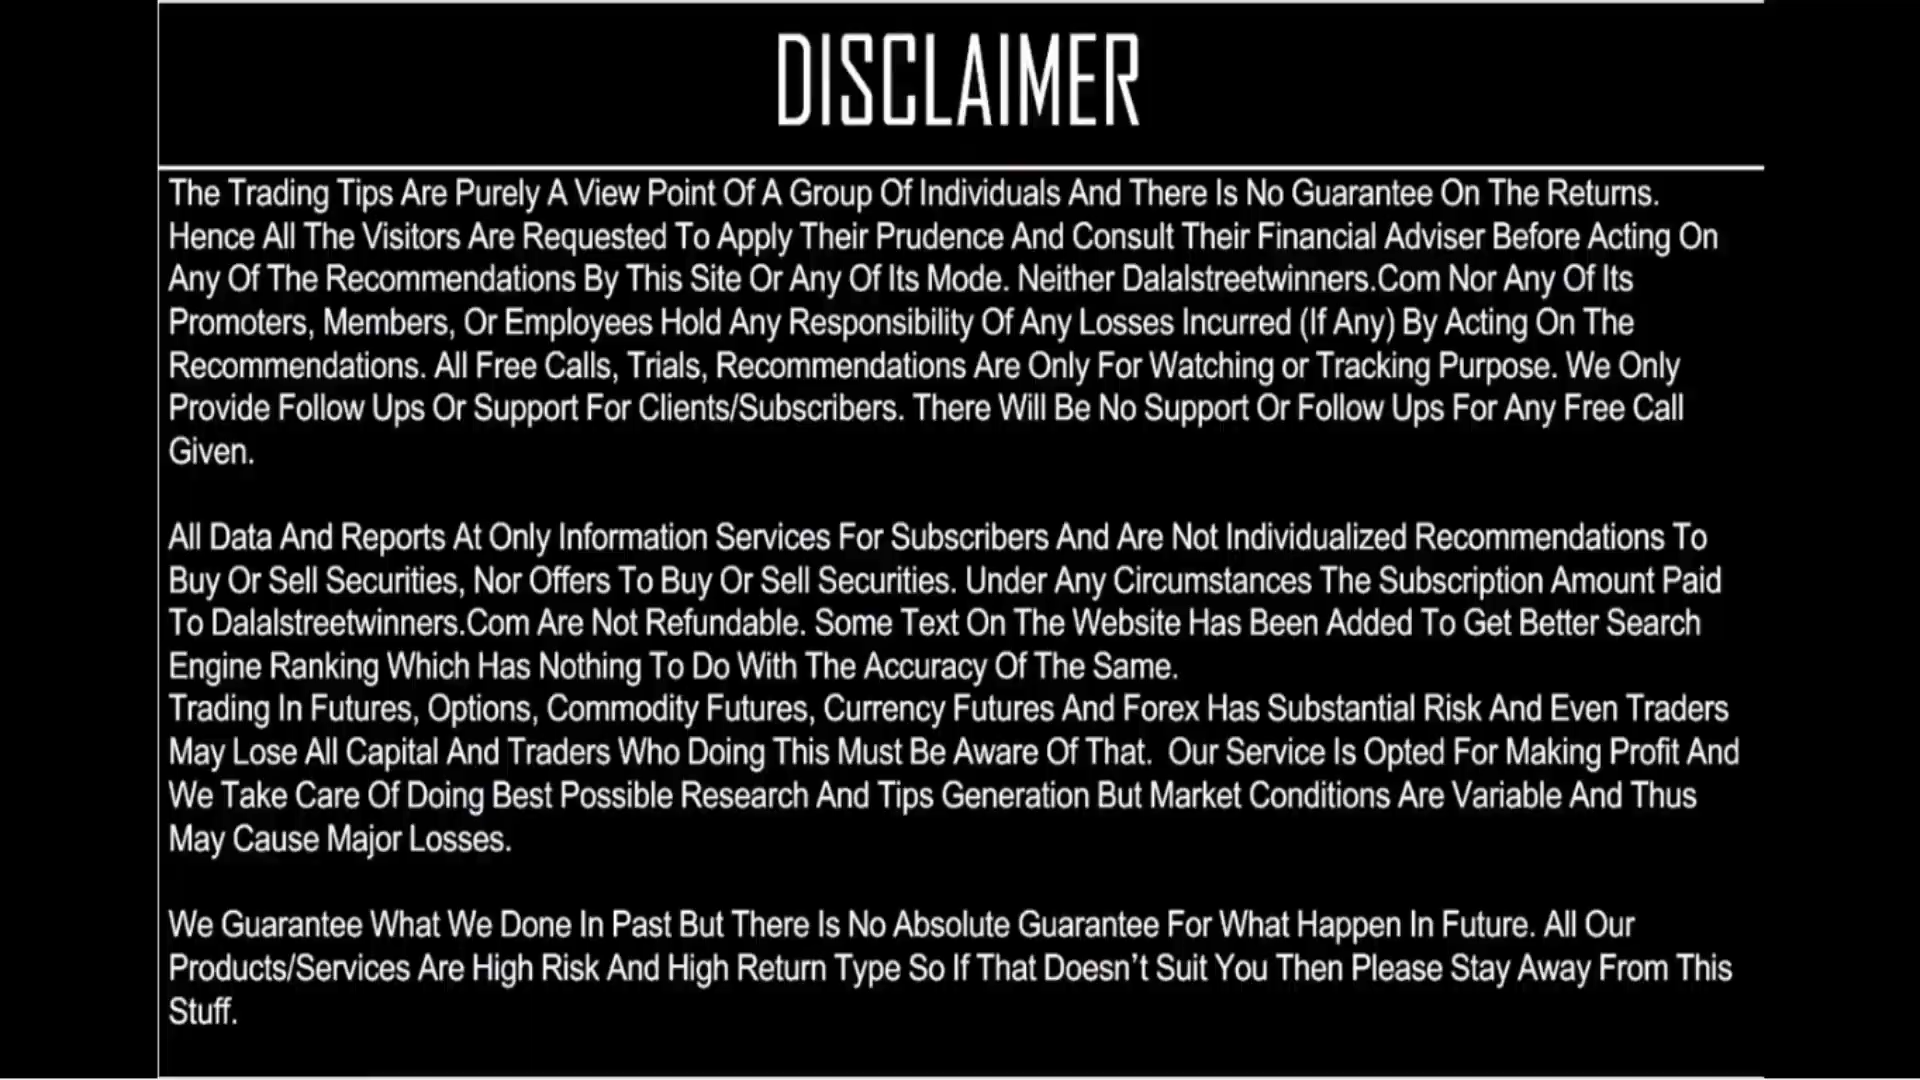 DISCLAIMER
The Trading Tips Are Purely A View Point Of A Group Of Individuals And There Is No Guarantee On The Returns.
Hence All The Visitors Are Requested To Apply Their Prudence And Consult Their Financial Adviser Before Acting On
Any Of The Recommendations By This Site Or Any Of Its Mode. Neither Dalalstreetwinners.Com Nor Any Of Its
Promoters, Members, Or Employees Hold Any Responsibility Of Any Losses Incurred (If Any) By Acting On The
Recommendations. All Free Calls, Trials, Recommendations Are Only For Watching or Tracking Purpose. We Only
Provide Follow Ups Or Support For Clients/Subscribers. There Will Be No Support Or Follow Ups For Any Free Call
Given.
All Data And Reports At Only Information Services For Subscribers And Are Not Individualized Recommendations To
Buy Or Sell Securities, Nor Offers To Buy Or Sell Securities. Under Any Circumstances The Subscription Amount Paid
To Dalalstreetwinners.Com Are Not Refundable. Some Text On The Website Has Been Added To Get Better Search
Engine Ranking Which Has Nothing To Do With The Accuracy Of The Same.
Trading In Futures, Options, Commodity Futures, Currency Futures And Forex Has Substantial Risk And Even Traders
May Lose All Capital And Traders Who Doing This Must Be Aware Of That.  Our Service Is Opted For Making Profit And
We Take Care Of Doing Best Possible Research And Tips Generation But Market Conditions Are Variable And Thus
May Cause Major Losses.
We Guarantee What We Done In Past But There Is No Absolute Guarantee For What Happen In Future. All Our
Products/Services Are High Risk And High Return Type So If That Doesn’t Suit You Then Please Stay Away From This
Stuff.